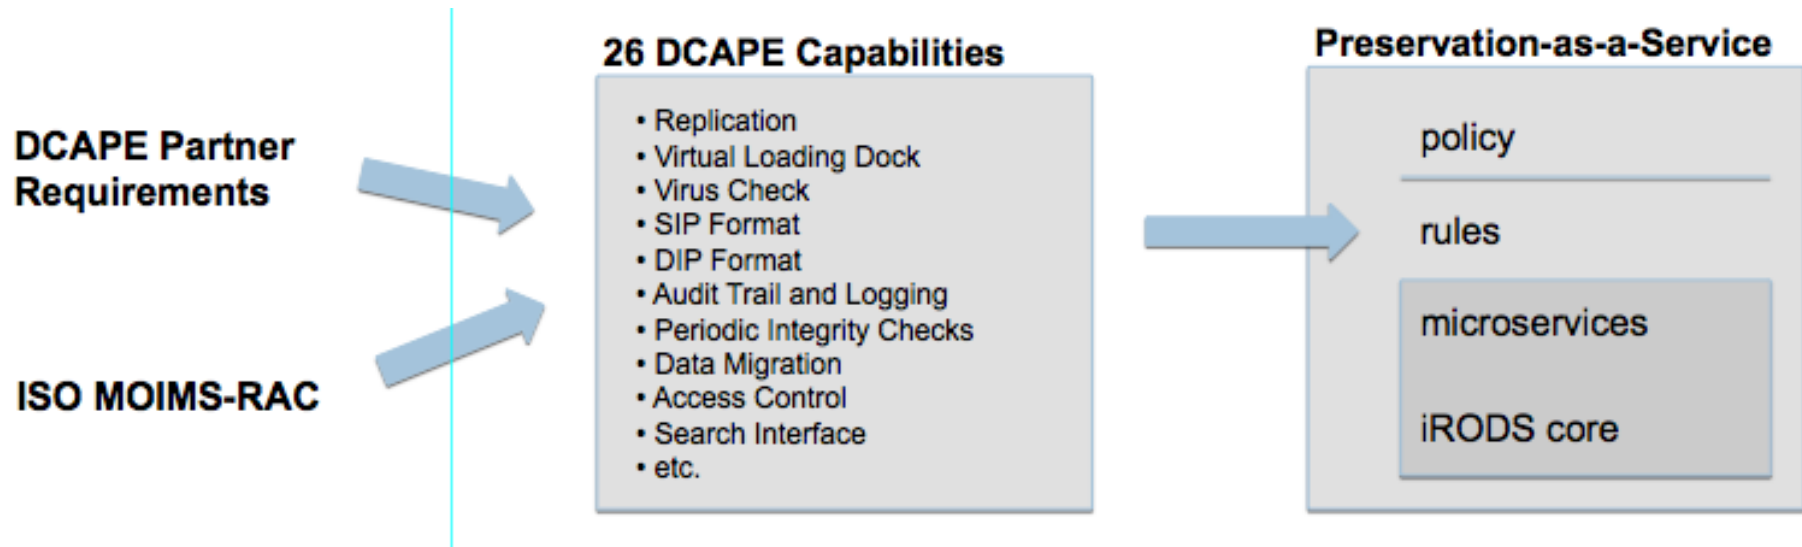 DCAPE Partner
Requirements
ISO MOIMS-RAC
26 DCAPE Capabilities
• Replication
• Virtual Loading Dock
• Virus Check
• SIP Format
• DIP Format
• Audit Trail and Logging
• Periodic Integrity Checks
• Data Migration
• Access Control
• Search Interface
• etc.
Preservation-as-a-Service
policy
rules
microservices
iRODS core